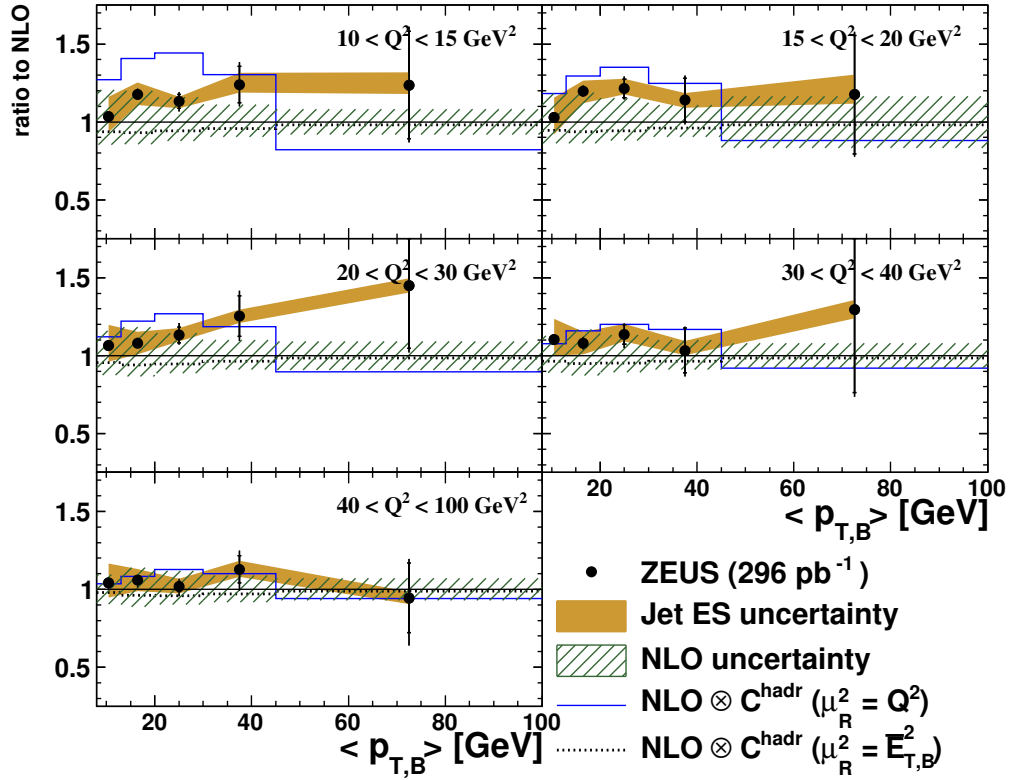 ratio to NLO
10 < Q² < 15 GeV²
15 < Q² < 20 GeV²
1.5
1
0.5
20 < Q² < 30 GeV²
30 < Q² < 40 GeV²
1.5
1
0.5
20 40 60 80 100
< p_T,B > [GeV]
40 < Q² < 100 GeV²
1.5
1
0.5
20 40 60 80 100
< p_T,B > [GeV]
ZEUS (296 pb⁻¹)
Jet ES uncertainty
NLO uncertainty
NLO ⊗ C^hadr (μ_R² = Q²)
NLO ⊗ C^hadr (μ_R² = E̅²_T,B)